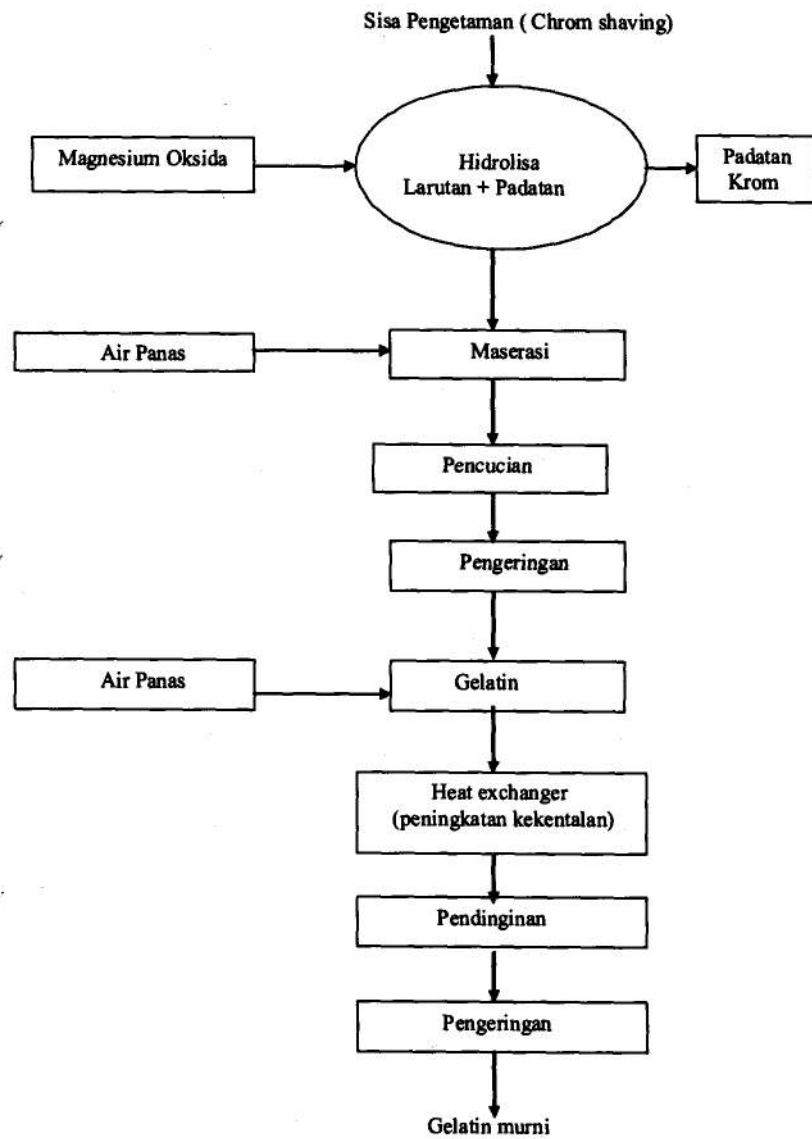 Sisa Pengetaman ( Chrom shaving)
Magnesium Oksida
Hidrolisa
Larutan + Padatan
Padatan
Krom
Air Panas
Maserasi
Pencucian
Pengeringan
Air Panas
Gelatin
Heat exchanger
(peningkatan kekentalan)
Pendinginan
Pengeringan
Gelatin murni